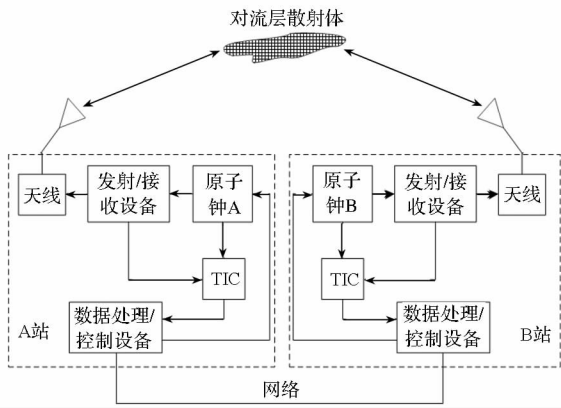 对流层散射体
天线
发射/接
收设备
原子
钟A
TIC
数据处理/
控制设备
A站
原子
钟B
发射/接
收设备
天线
TIC
数据处理/
控制设备
B站
网络